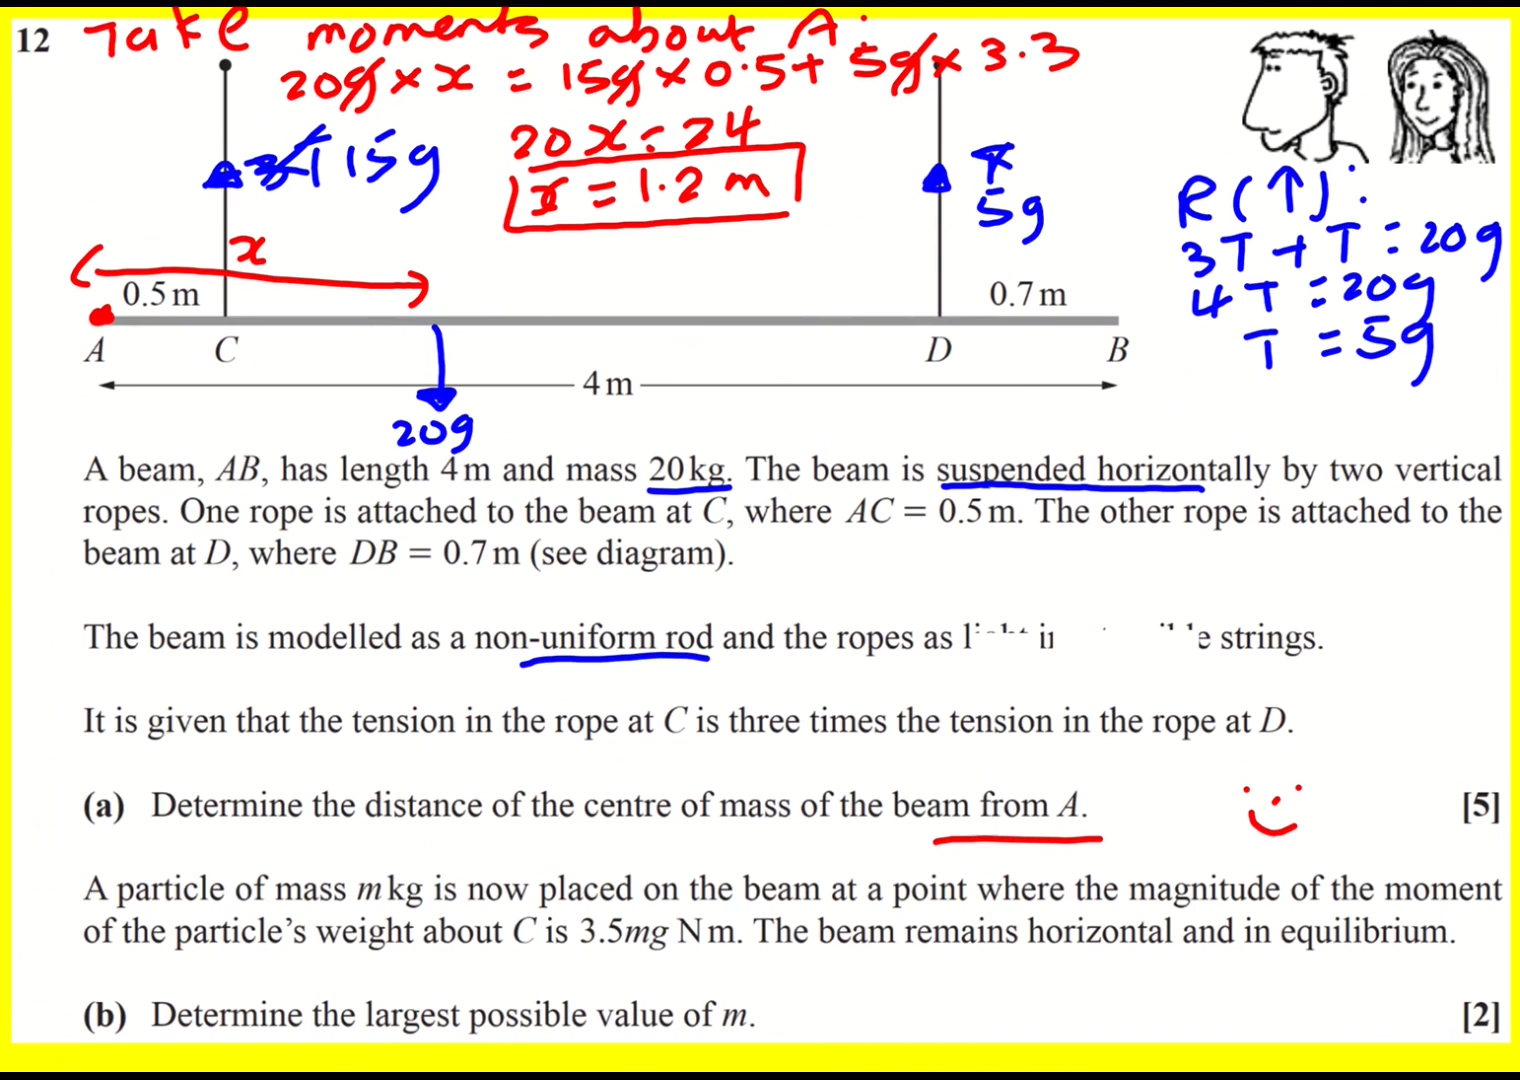 12 Take moments about A:
20g × x = 15g × 0.5 + 5g × 3.3
20x = 24
x = 1.2 m
3T 15g
T
5g
R(↑):
3T + T = 20g
4T = 20g
T = 5g
x
0.5 m
0.7 m
A C D B
4 m
20g
A beam, AB, has length 4 m and mass 20 kg. The beam is suspended horizontally by two vertical
ropes. One rope is attached to the beam at C, where AC = 0.5 m. The other rope is attached to the
beam at D, where DB = 0.7 m (see diagram).
The beam is modelled as a non-uniform rod and the ropes as light strings.
It is given that the tension in the rope at C is three times the tension in the rope at D.
(a) Determine the distance of the centre of mass of the beam from A. [5]
A particle of mass m kg is now placed on the beam at a point where the magnitude of the moment
of the particle's weight about C is 3.5mg N m. The beam remains horizontal and in equilibrium.
(b) Determine the largest possible value of m. [2]